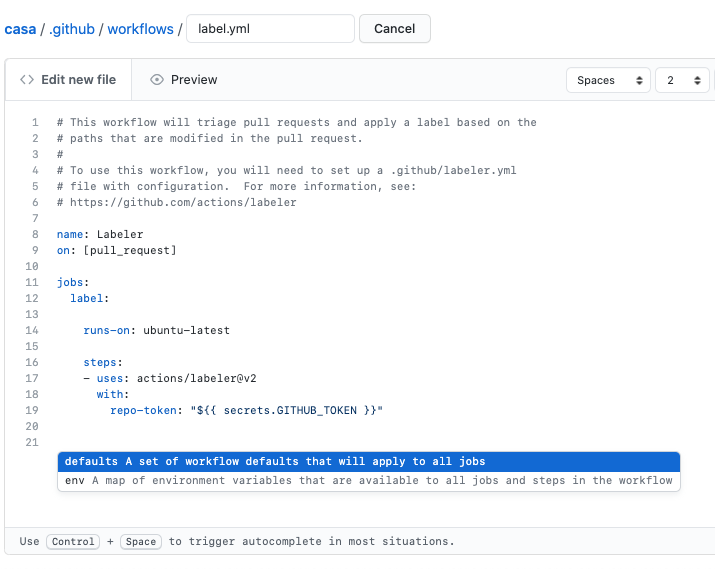 casa / .github / workflows / label.yml Cancel
<> Edit new file Preview Spaces 2
1 # This workflow will triage pull requests and apply a label based on the
2 # paths that are modified in the pull request.
3 #
4 # To use this workflow, you will need to set up a .github/labeler.yml
5 # file with configuration.  For more information, see:
6 # https://github.com/actions/labeler
7
8 name: Labeler
9 on: [pull_request]
10
11 jobs:
12   label:
13
14     runs-on: ubuntu-latest
15
16     steps:
17     - uses: actions/labeler@v2
18       with:
19         repo-token: "${{ secrets.GITHUB_TOKEN }}"
20
21
defaults A set of workflow defaults that will apply to all jobs
env A map of environment variables that are available to all jobs and steps in the workflow
Use Control + Space to trigger autocomplete in most situations.